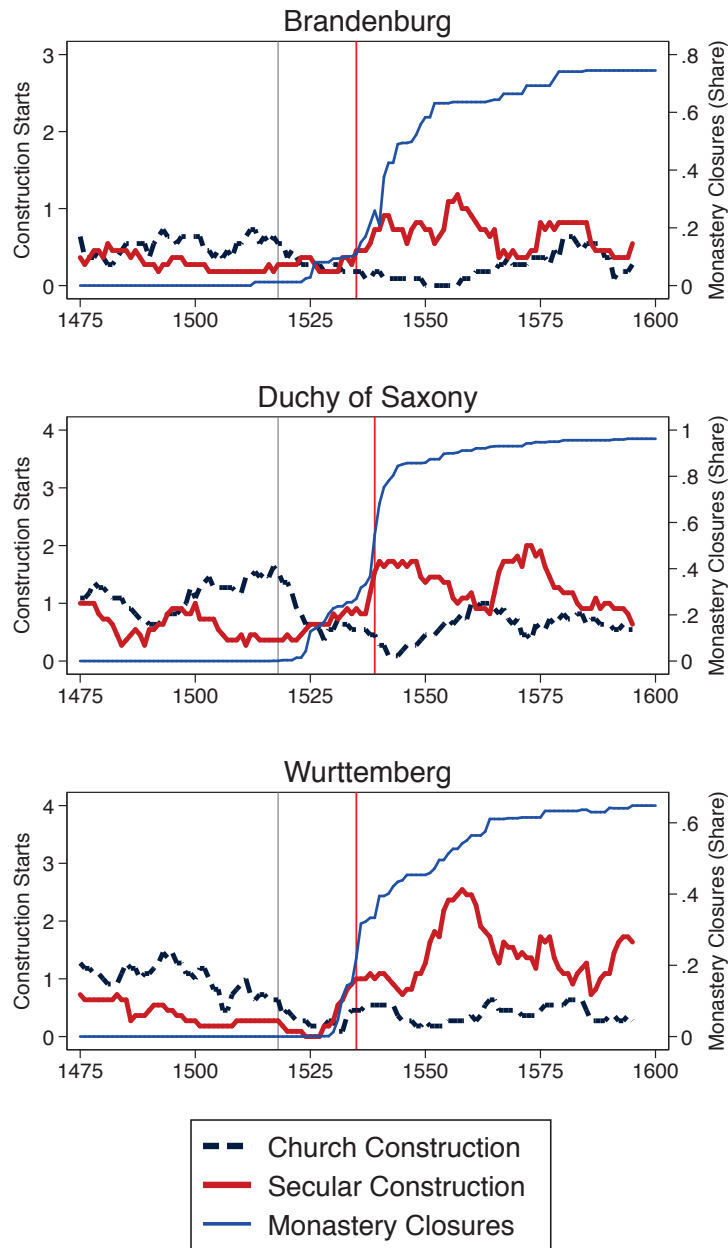 Brandenburg
3
2
1
0
Construction Starts
.8
.6
.4
.2
0
Monastery Closures (Share)
1475 1500 1525 1550 1575 1600
Duchy of Saxony
4
3
2
1
0
Construction Starts
1
.8
.6
.4
.2
0
Monastery Closures (Share)
1475 1500 1525 1550 1575 1600
Wurttemberg
4
3
2
1
0
Construction Starts
.6
.4
.2
0
Monastery Closures (Share)
1475 1500 1525 1550 1575 1600
Church Construction
Secular Construction
Monastery Closures